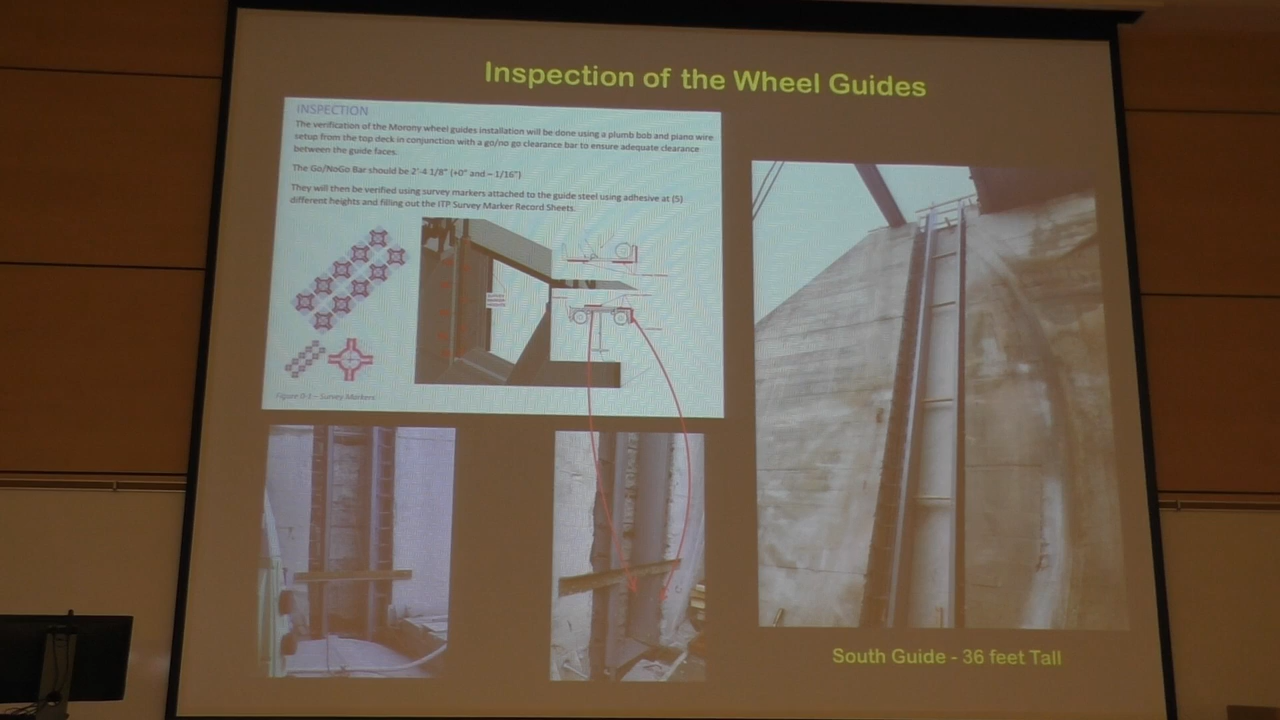 Inspection of the Wheel Guides
INSPECTION
The verification of the Morony wheel guides installation will be done using a plumb bob and piano wire
setup from the top deck in conjunction with a go/no go clearance bar to ensure adequate clearance
between the guide faces.
The Go/NoGo Bar should be 2'-4 1/8" (+0" and – 1/16")
They will then be verified using survey markers attached to the guide steel using adhesive at (5)
different heights and filling out the ITP Survey Marker Record Sheets.
Figure 0-1 – Survey Markers
South Guide - 36 feet Tall